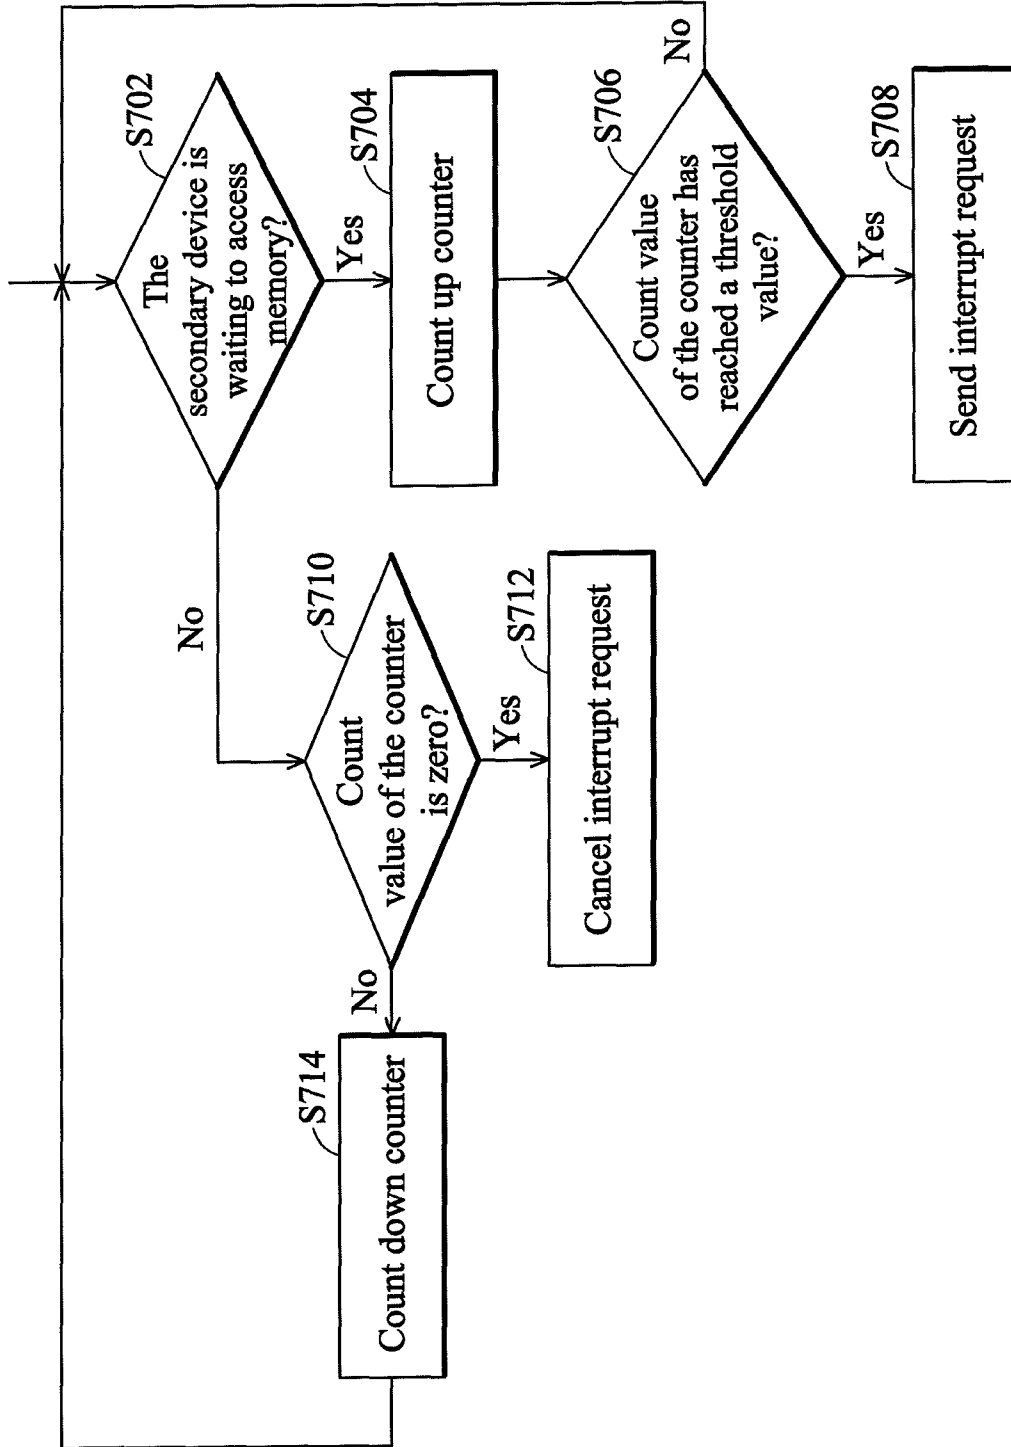 The
secondary device is
waiting to access
memory?
S702
Yes
No
Count up counter
S704
Count value
of the counter has
reached a threshold
value?
S706
No
Yes
Send interrupt request
S708
Count
value of the counter
is zero?
S710
Yes
No
Cancel interrupt request
S712
Count down counter
S714